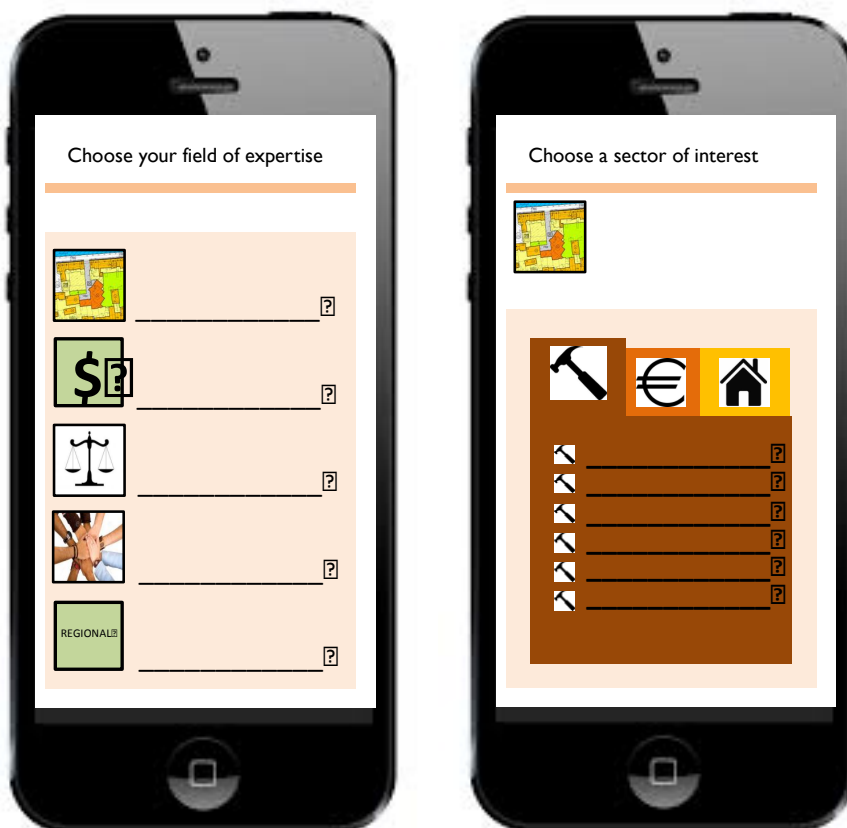 Choose your field of expertise
$
REGIONAL
Choose a sector of interest
€